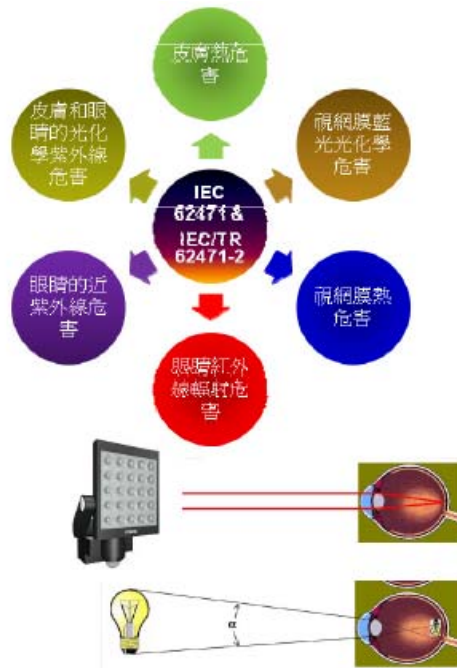 皮膚熱危
害
皮膚和眼
睛的光化
學紫外線
危害
視網膜藍
光光化學
危害
IEC
62471 &
IEC/TR
62471-2
眼睛的近
紫外線危
害
視網膜熱
危害
眼睛紅外
線輻射危
害
α